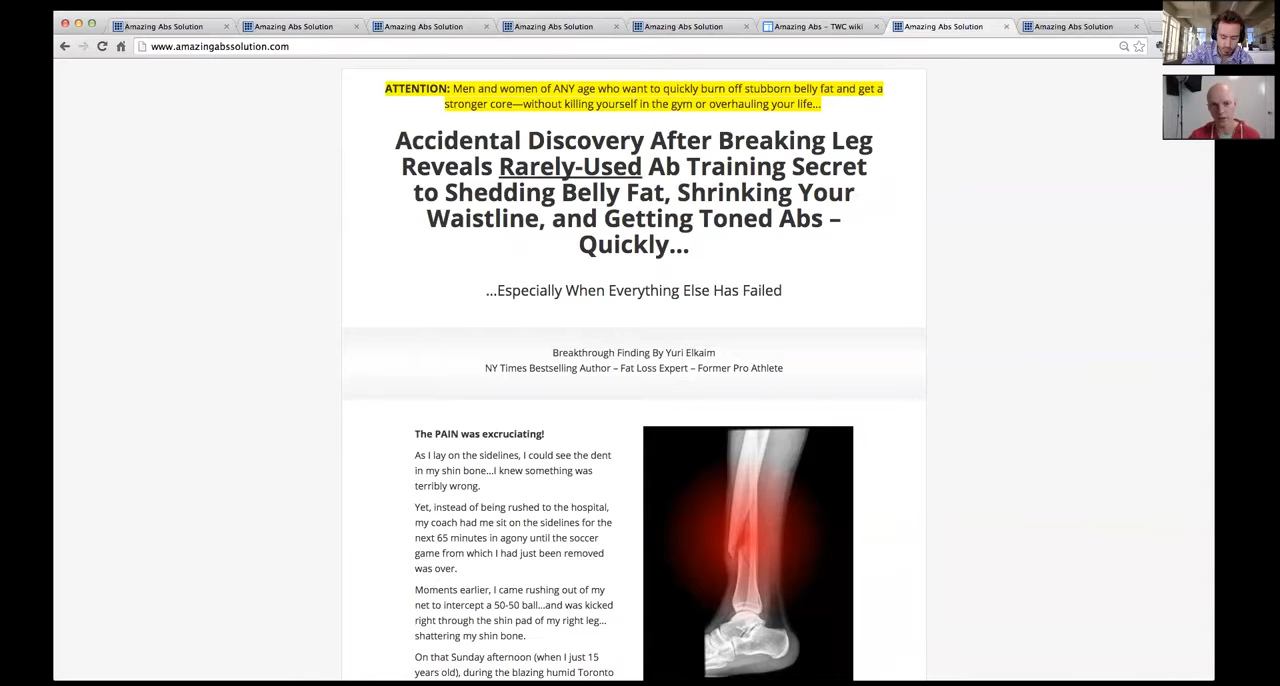 Amazing Abs Solution
Amazing Abs Solution
Amazing Abs Solution
Amazing Abs Solution
Amazing Abs Solution
Amazing Abs – TWC wiki
Amazing Abs Solution
Amazing Abs Solution
www.amazingabssolution.com
ATTENTION: Men and women of ANY age who want to quickly burn off stubborn belly fat and get a
stronger core—without killing yourself in the gym or overhauling your life...
Accidental Discovery After Breaking Leg
Reveals Rarely-Used Ab Training Secret
to Shedding Belly Fat, Shrinking Your
Waistline, and Getting Toned Abs –
Quickly...
...Especially When Everything Else Has Failed
Breakthrough Finding By Yuri Elkaim
NY Times Bestselling Author – Fat Loss Expert – Former Pro Athlete
The PAIN was excruciating!
As I lay on the sidelines, I could see the dent
in my shin bone...I knew something was
terribly wrong.
Yet, instead of being rushed to the hospital,
my coach had me sit on the sidelines for the
next 65 minutes in agony until the soccer
game from which I had just been removed
was over.
Moments earlier, I came rushing out of my
net to intercept a 50-50 ball...and was kicked
right through the shin pad of my right leg...
shattering my shin bone.
On that Sunday afternoon (when I just 15
years old), during the blazing humid Toronto